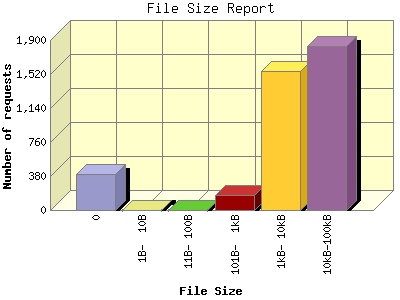 File Size Report
Number of requests
1,900
1,520
1,140
760
380
0
0
1B- 10B
11B- 100B
101B- 1kB
1kB- 10kB
10kB-100kB
File Size